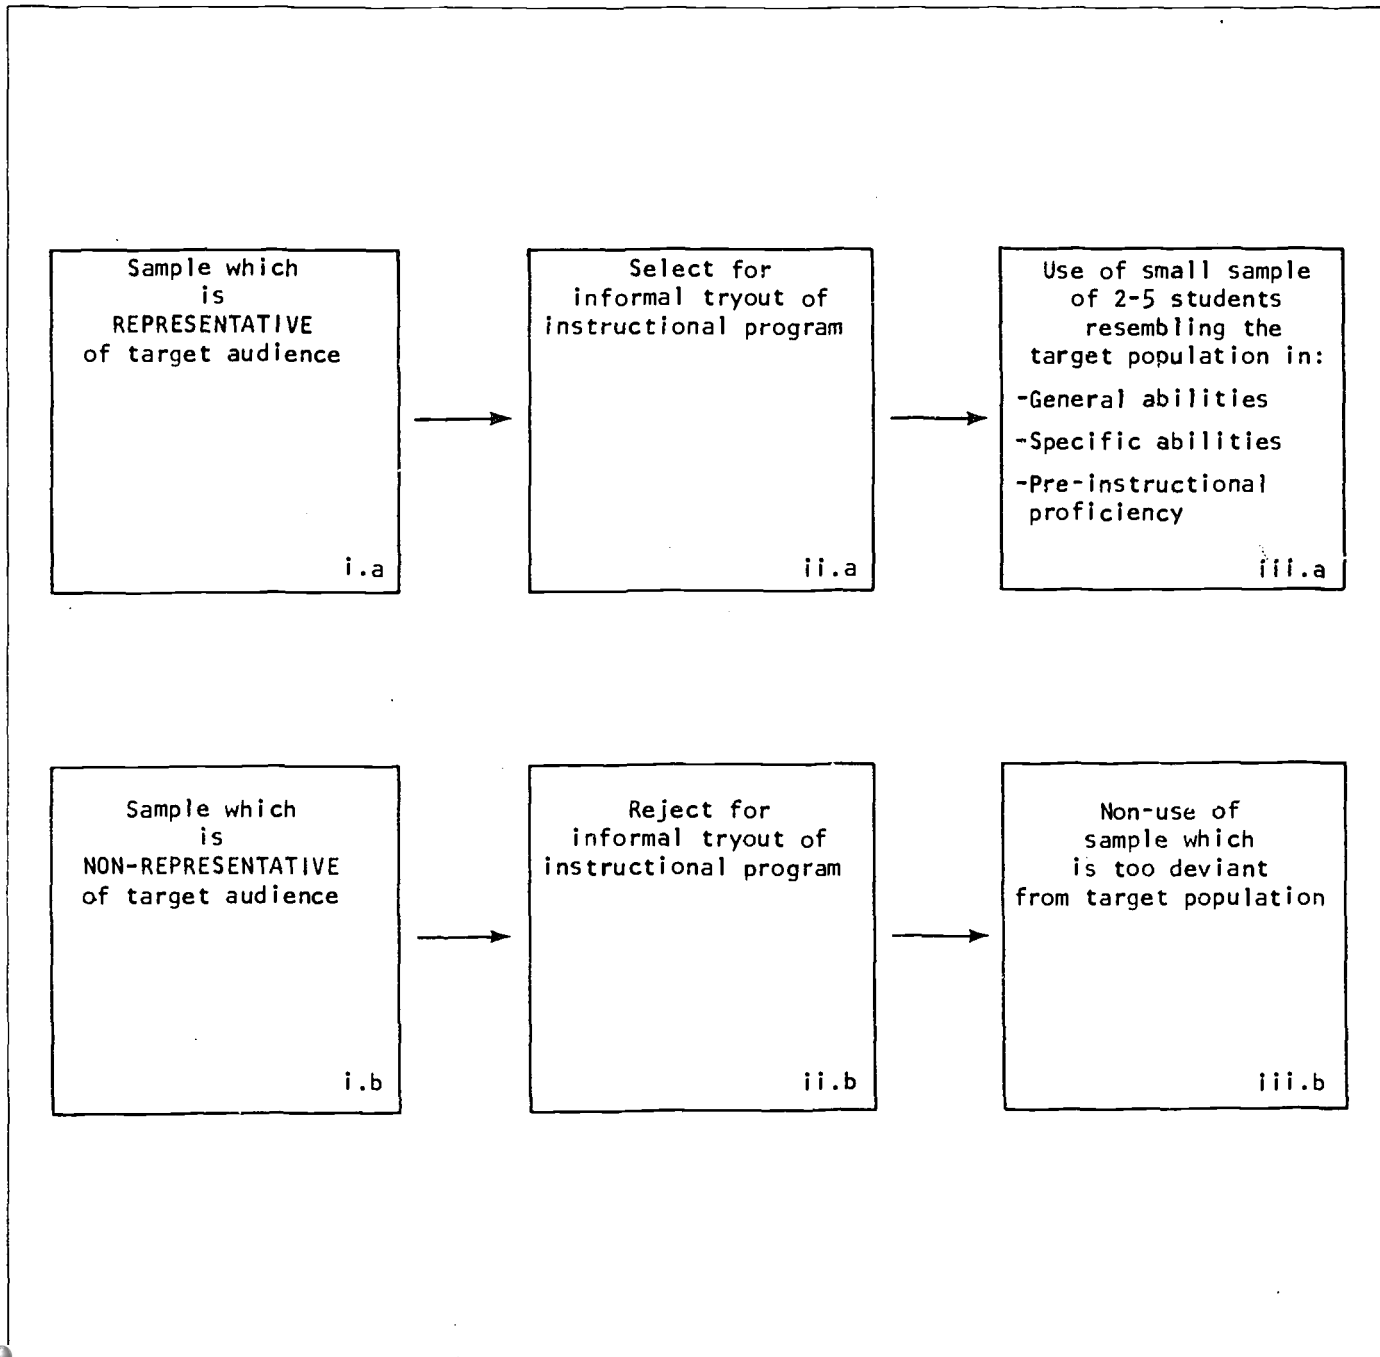 Sample which
is
REPRESENTATIVE
of target audience
i.a
Select for
informal tryout of
instructional program
ii.a
Use of small sample
of 2-5 students
resembling the
target population in:
-General abilities
-Specific abilities
-Pre-instructional
proficiency
iii.a
Sample which
is
NON-REPRESENTATIVE
of target audience
i.b
Reject for
informal tryout of
instructional program
ii.b
Non-use of
sample which
is too deviant
from target population
iii.b